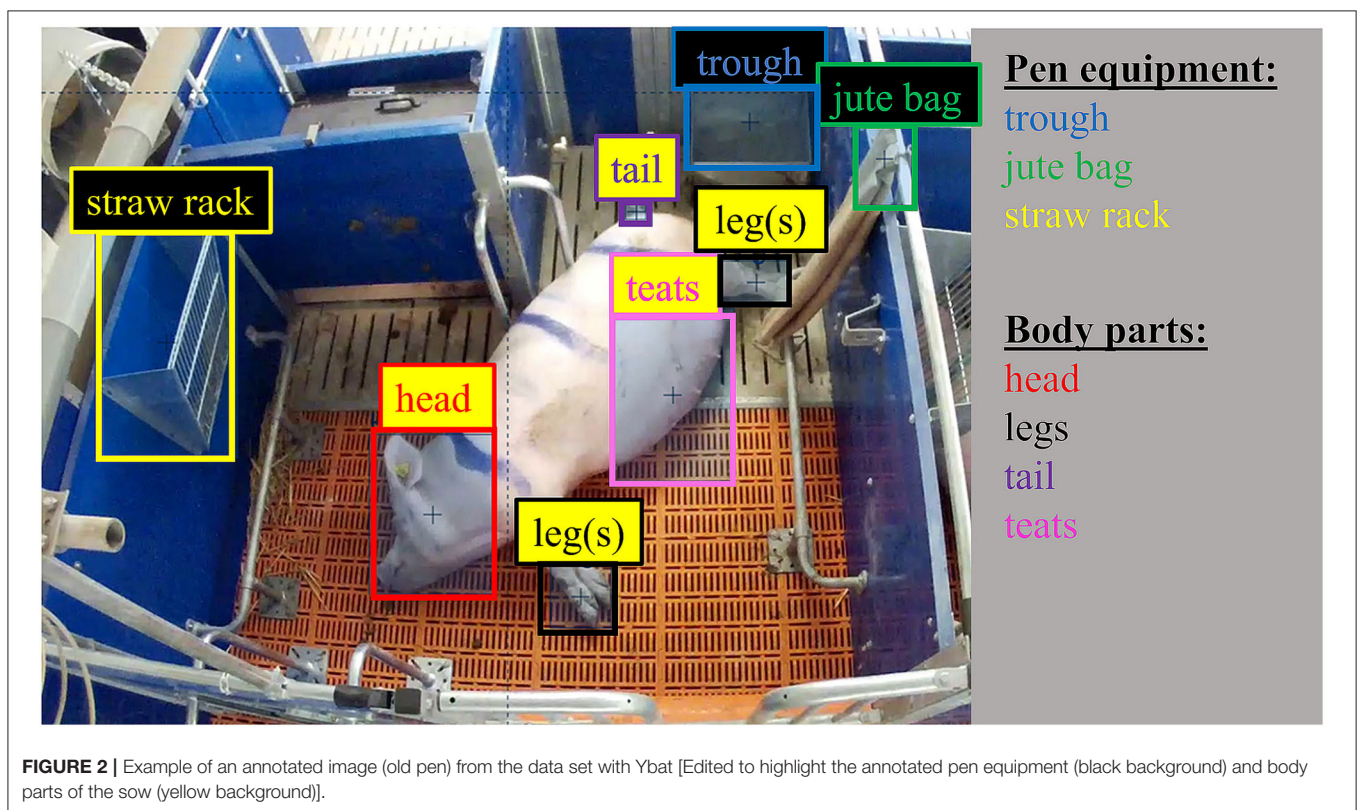 trough
jute bag
tail
straw rack
leg(s)
teats
head
leg(s)
Pen equipment:
trough
jute bag
straw rack
Body parts:
head
legs
tail
teats
FIGURE 2 | Example of an annotated image (old pen) from the data set with Ybat [Edited to highlight the annotated pen equipment (black background) and body
parts of the sow (yellow background)].